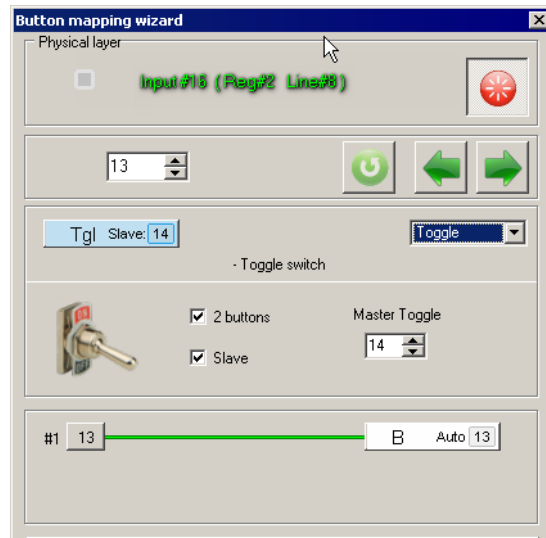 Button mapping wizard
Physical layer
Input #16 (Reg#2 Line#8)
13
Tgl Slave: 14
Toggle
- Toggle switch
ON
2 buttons
Master Toggle
14
Slave
#1 13
B Auto 13